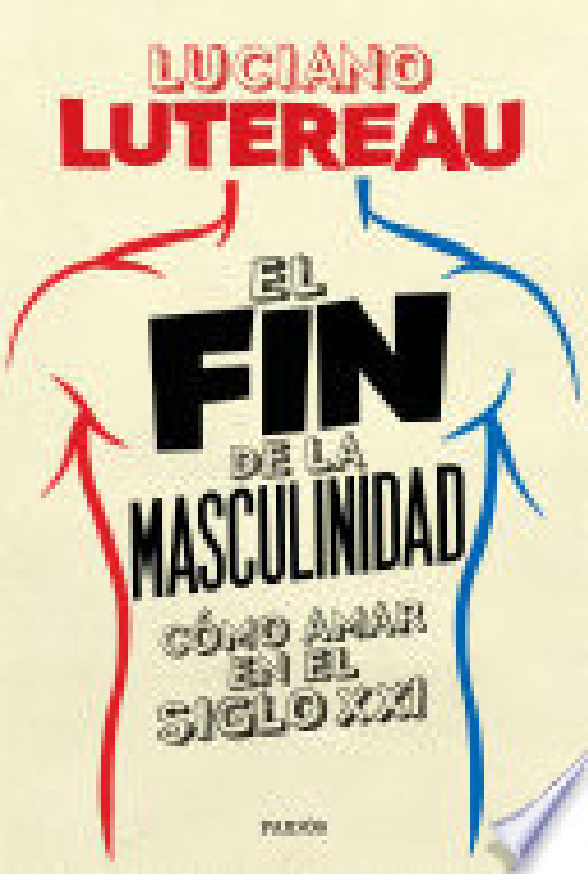 LUCIANO
LUTEREAU
EL
FIN
DE LA
MASCULINIDAD
CÓMO AMAR
EN EL
SIGLO XXI
PAIDÓS